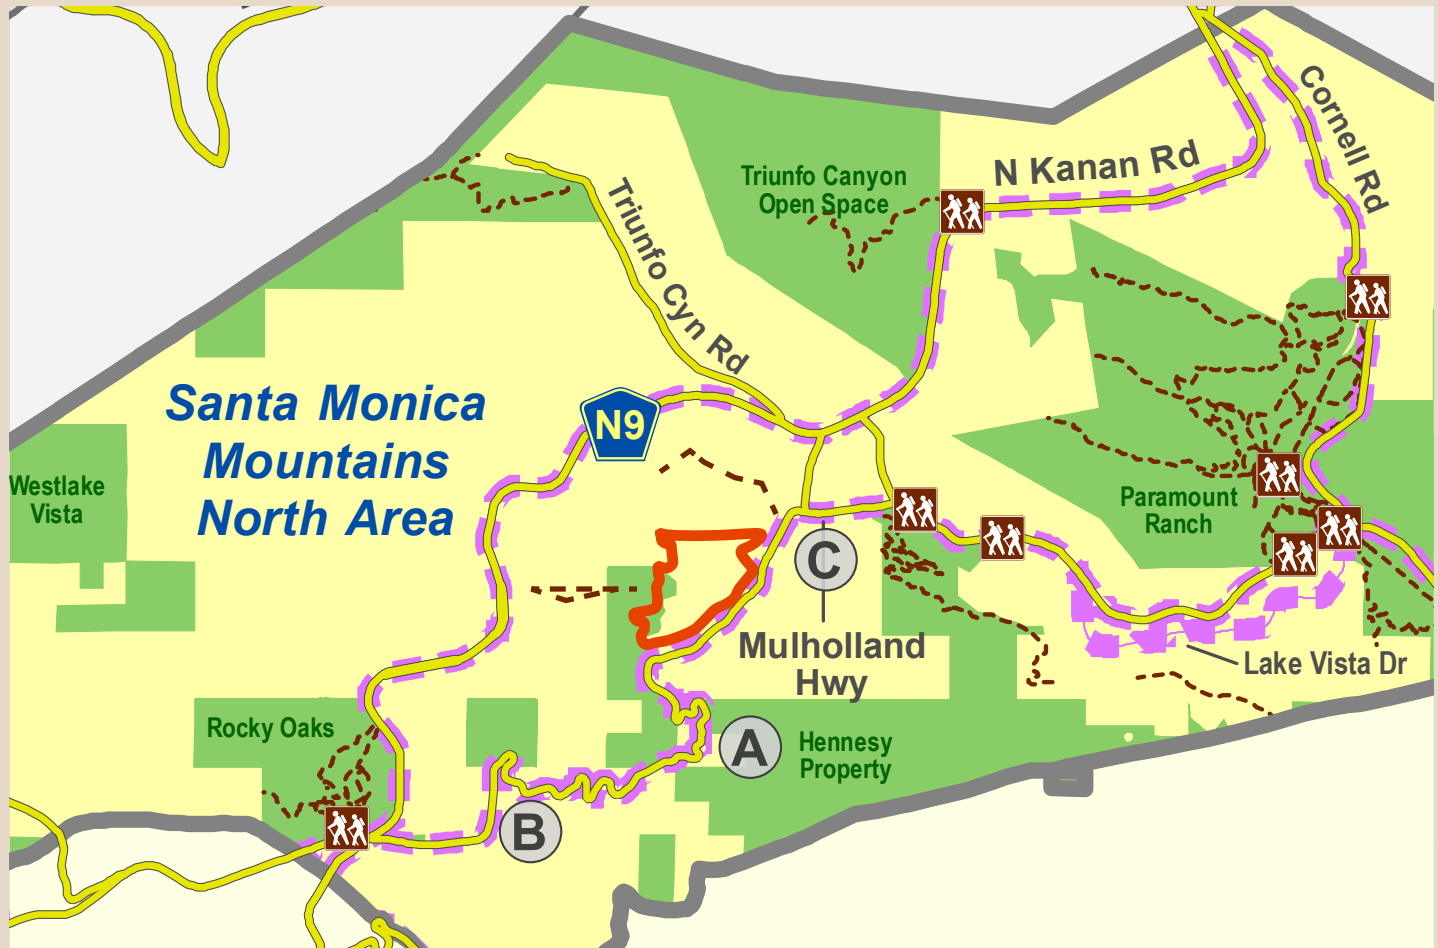 Cornell Rd
N Kanan Rd
Triunfo Canyon
Open Space
Triunfo Cyn Rd
Santa Monica
Mountains
North Area
N9
Westlake
Vista
Paramount
Ranch
C
Mulholland
Hwy
Lake Vista Dr
Rocky Oaks
A
Hennesy
Property
B